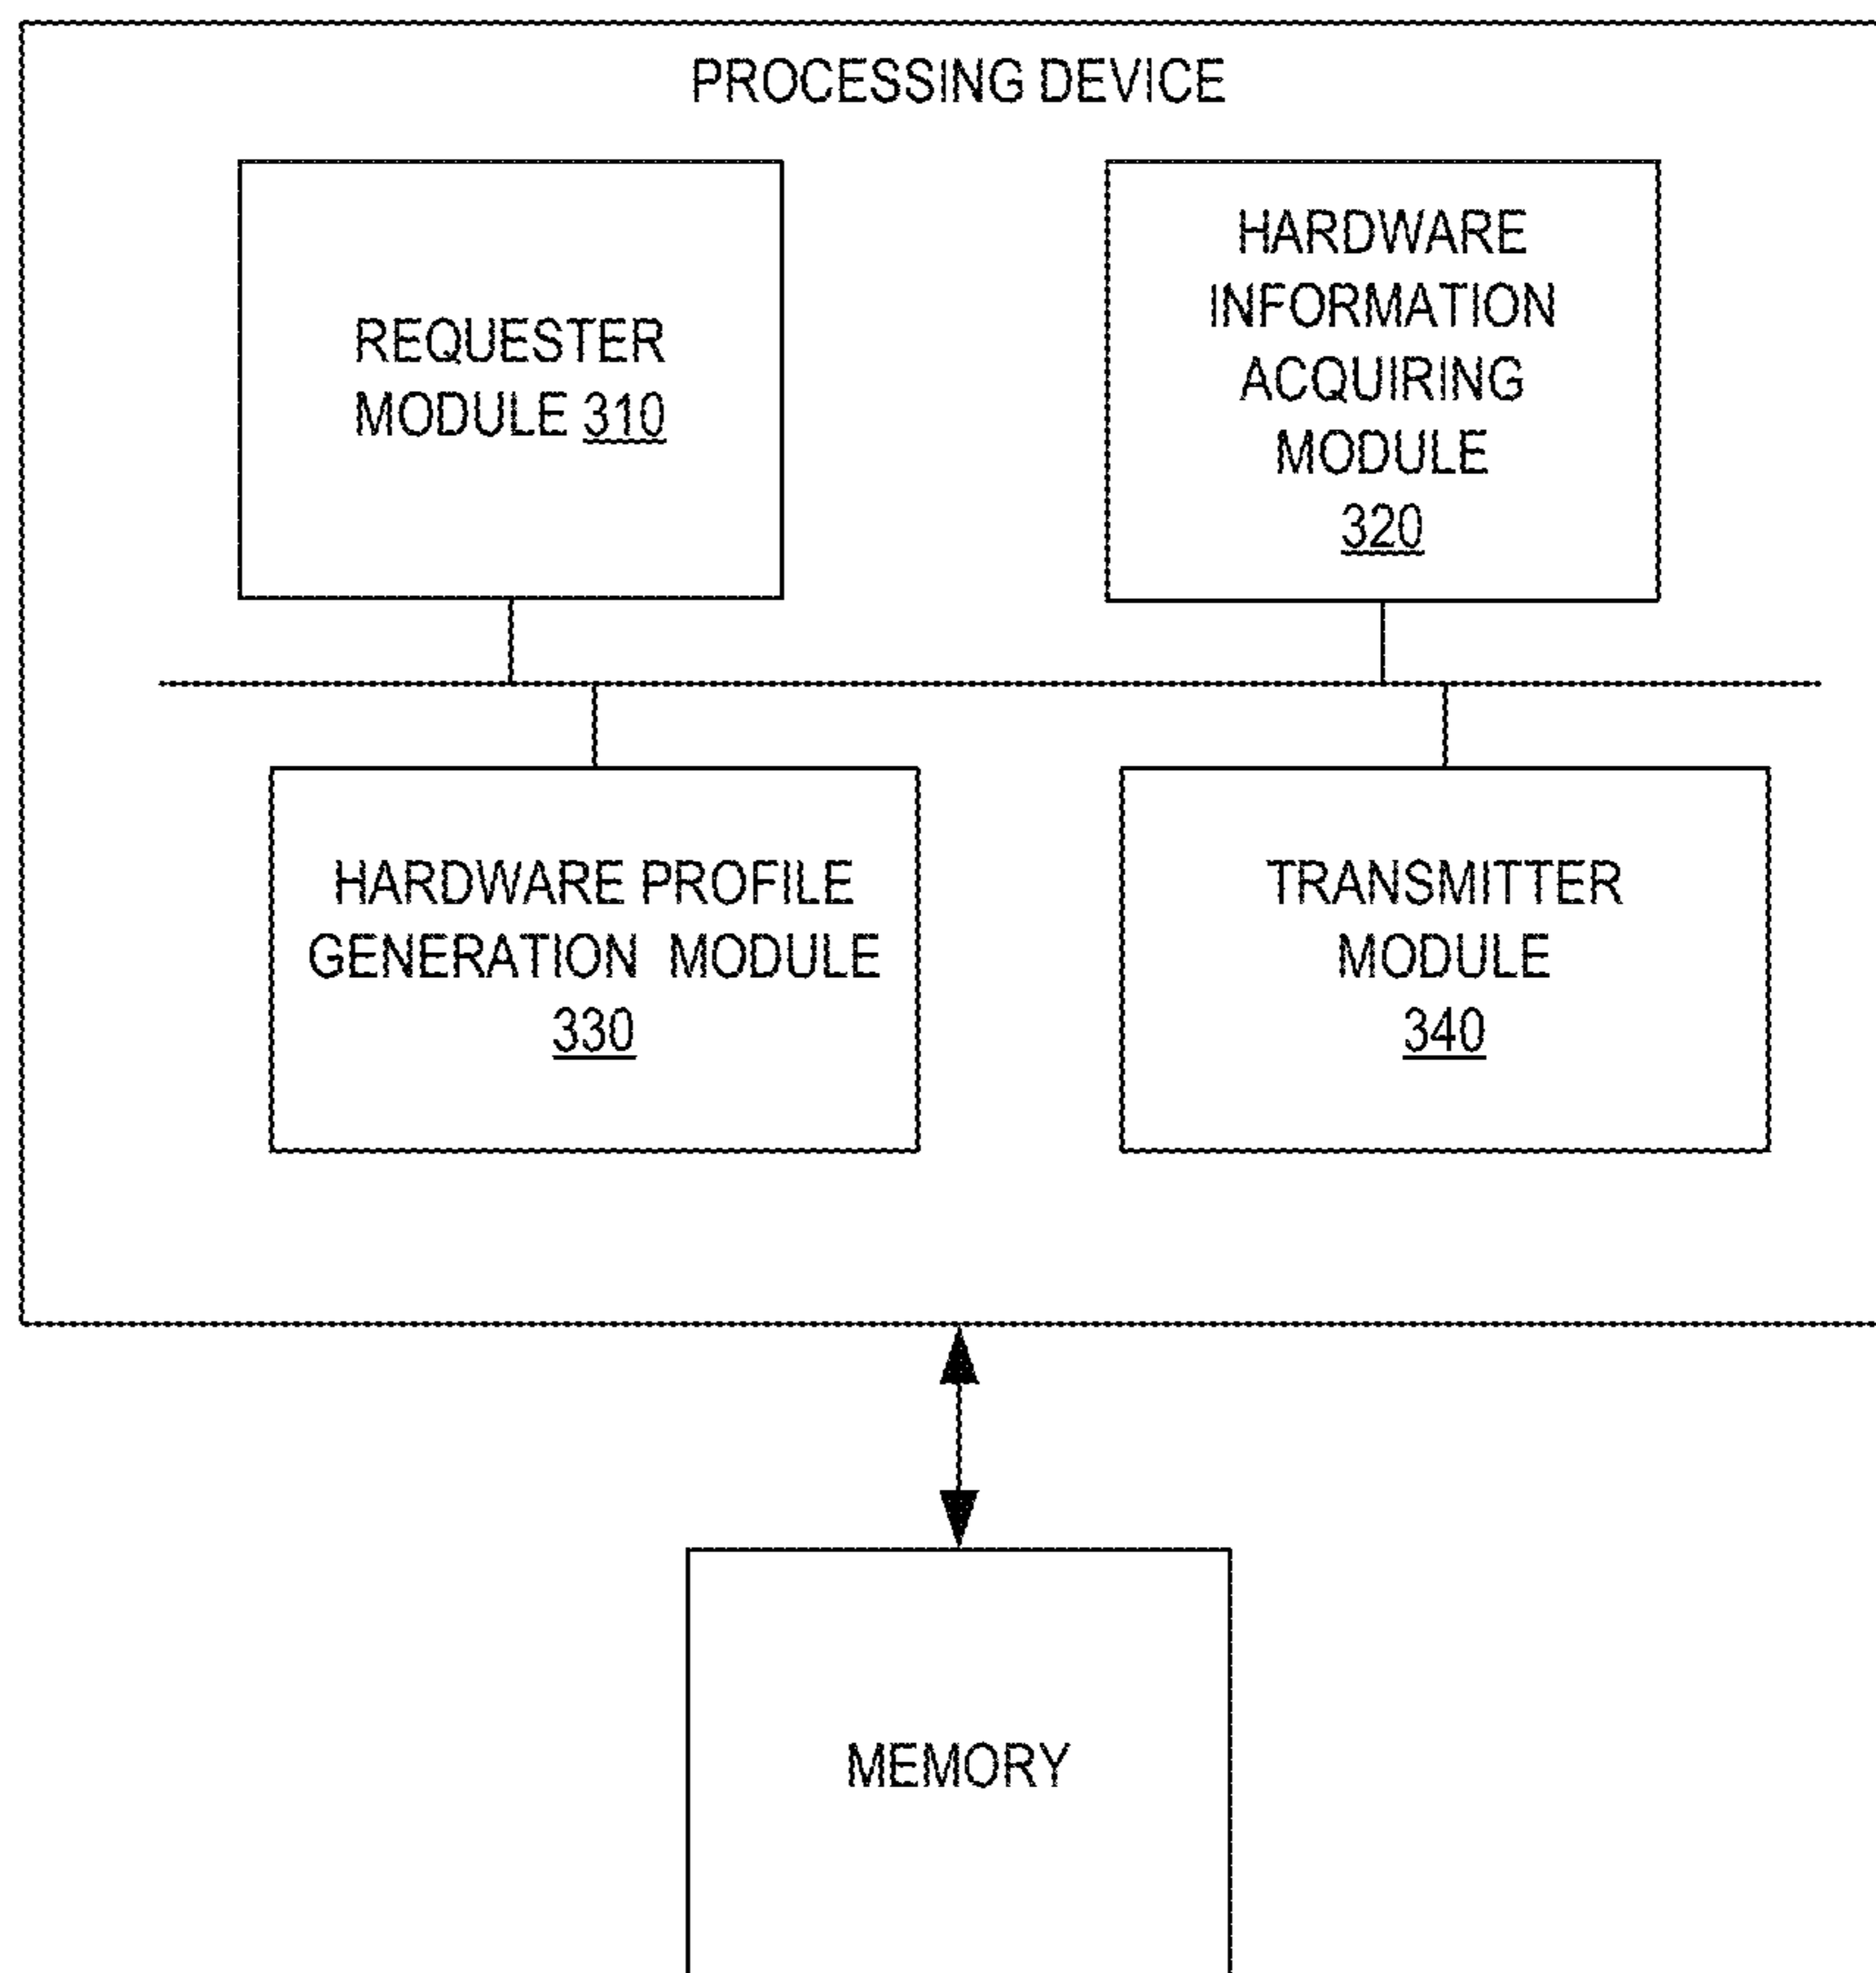 PROCESSING DEVICE
REQUESTER
MODULE 310
HARDWARE
INFORMATION
ACQUIRING
MODULE
320
HARDWARE PROFILE
GENERATION MODULE
330
TRANSMITTER
MODULE
340
MEMORY